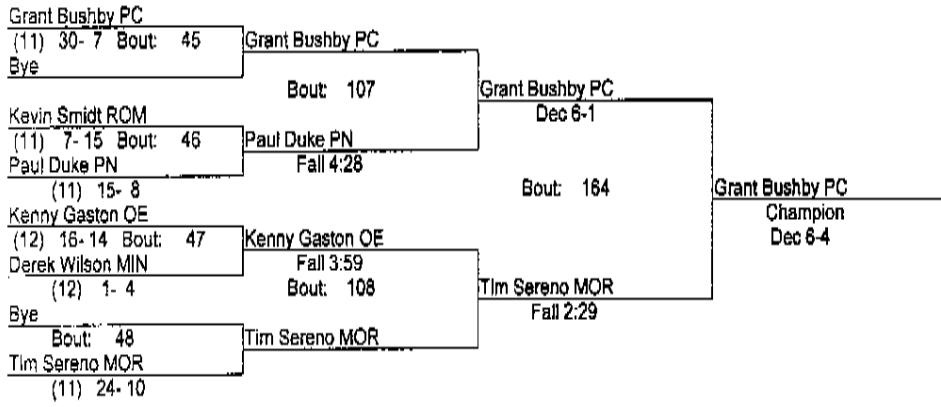 Grant Bushby PC
(11) 30- 7 Bout: 45
Bye
Grant Bushby PC
Bout: 107
Kevin Smidt ROM
(11) 7- 15 Bout: 46
Paul Duke PN
(11) 15- 8
Paul Duke PN
Fall 4:28
Grant Bushby PC
Dec 6-1
Bout: 164
Kenny Gaston OE
(12) 16- 14 Bout: 47
Derek Wilson MIN
(12) 1- 4
Kenny Gaston OE
Fall 3:59
Bout: 108
Bye
Bout: 48
Tim Sereno MOR
(11) 24- 10
Tim Sereno MOR
Tim Sereno MOR
Fall 2:29
Grant Bushby PC
Champion
Dec 6-4